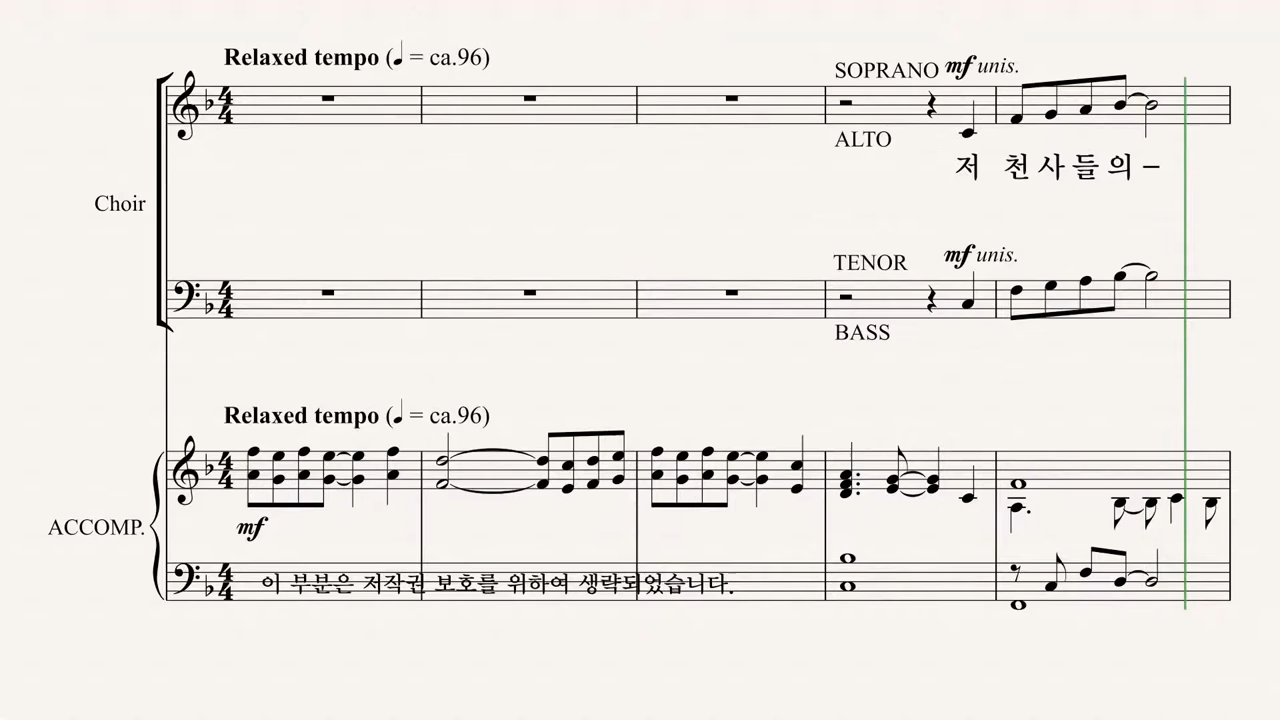 Relaxed tempo (♩ = ca.96)
SOPRANO mf unis.
ALTO
저 천사들의–
Choir
TENOR mf unis.
BASS
Relaxed tempo (♩ = ca.96)
mf
ACCOMP.
이 부분은 저작권 보호를 위하여 생략되었습니다.